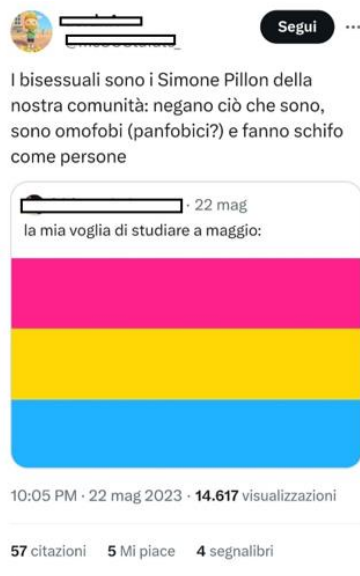 Segui
I bisessuali sono i Simone Pillon della
nostra comunità: negano ciò che sono,
sono omofobi (panfobici?) e fanno schifo
come persone
· 22 mag
la mia voglia di studiare a maggio:
10:05 PM · 22 mag 2023 · 14.617 visualizzazioni
57 citazioni 5 Mi piace 4 segnalibri